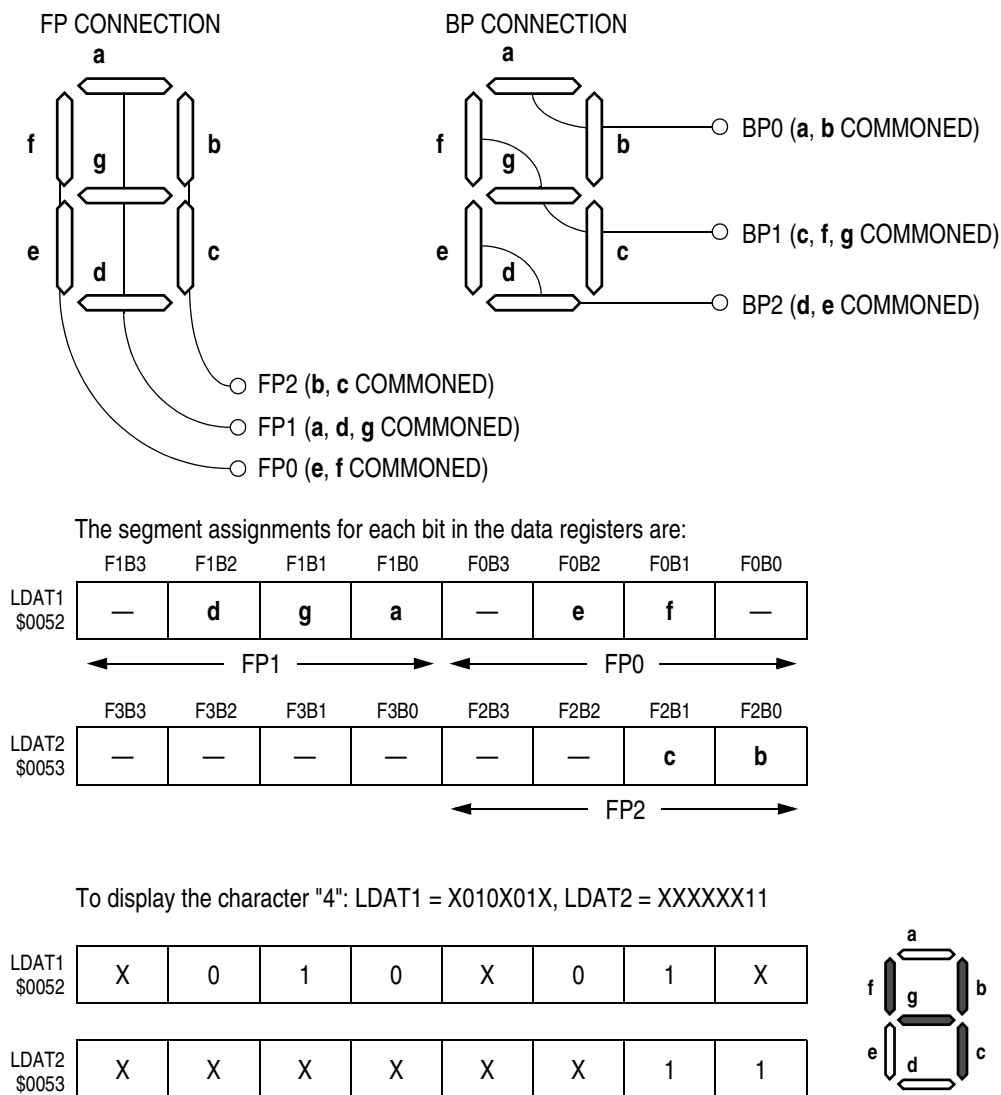 FP CONNECTION
BP CONNECTION
a
f
b
g
e
c
d
FP2 (b, c COMMONED)
FP1 (a, d, g COMMONED)
FP0 (e, f COMMONED)
a
f
b
g
e
c
d
BP0 (a, b COMMONED)
BP1 (c, f, g COMMONED)
BP2 (d, e COMMONED)
The segment assignments for each bit in the data registers are:
F1B3 F1B2 F1B1 F1B0 F0B3 F0B2 F0B1 F0B0
LDAT1
$0052
— d g a — e f —
FP1 FP0
F3B3 F3B2 F3B1 F3B0 F2B3 F2B2 F2B1 F2B0
LDAT2
$0053
— — — — — — c b
FP2
To display the character "4": LDAT1 = X010X01X, LDAT2 = XXXXXX11
LDAT1
$0052
X 0 1 0 X 0 1 X
LDAT2
$0053
X X X X X X 1 1
a
f
b
g
e
c
d